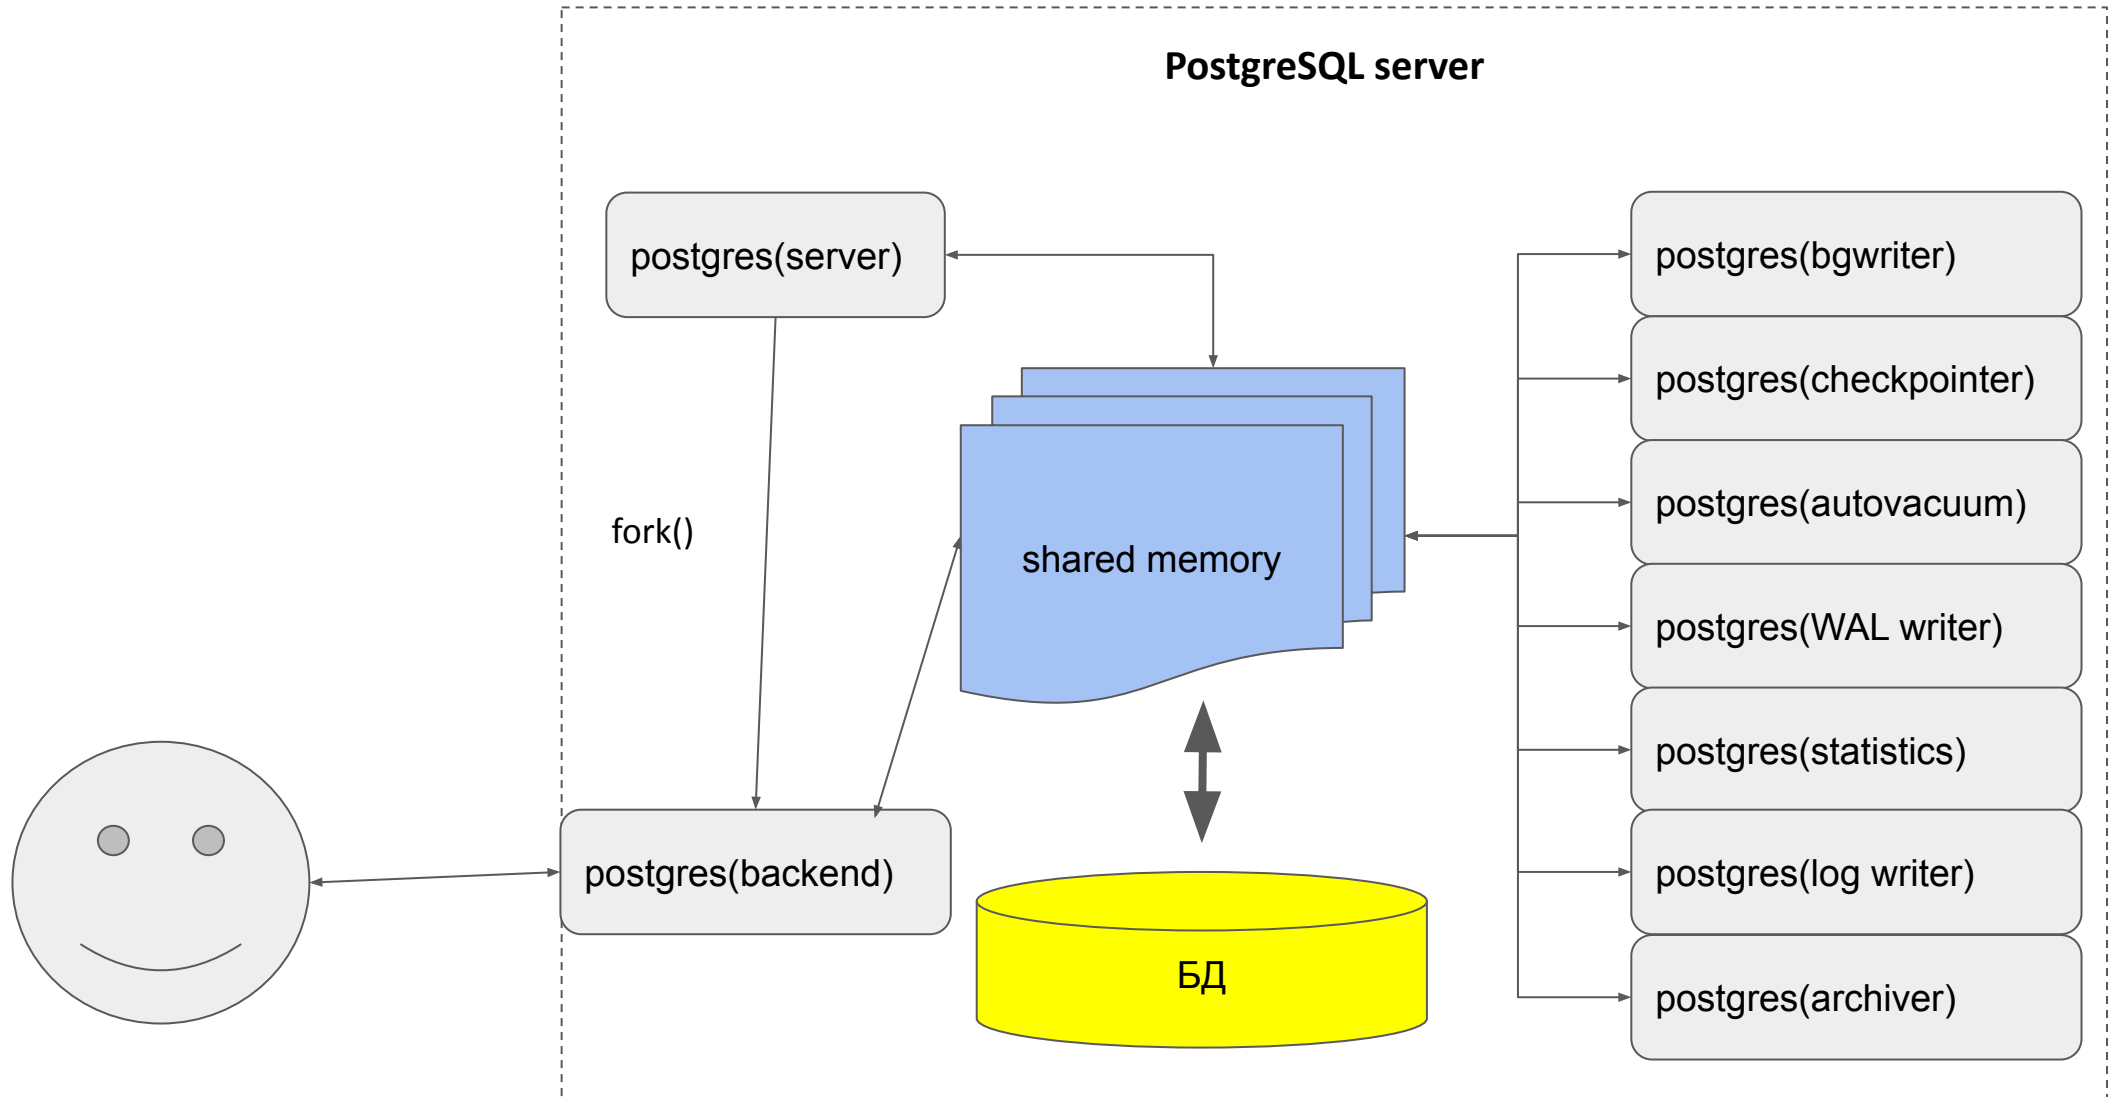 PostgreSQL server
postgres(server)
fork()
postgres(backend)
shared memory
БД
postgres(bgwriter)
postgres(checkpointer)
postgres(autovacuum)
postgres(WAL writer)
postgres(statistics)
postgres(log writer)
postgres(archiver)